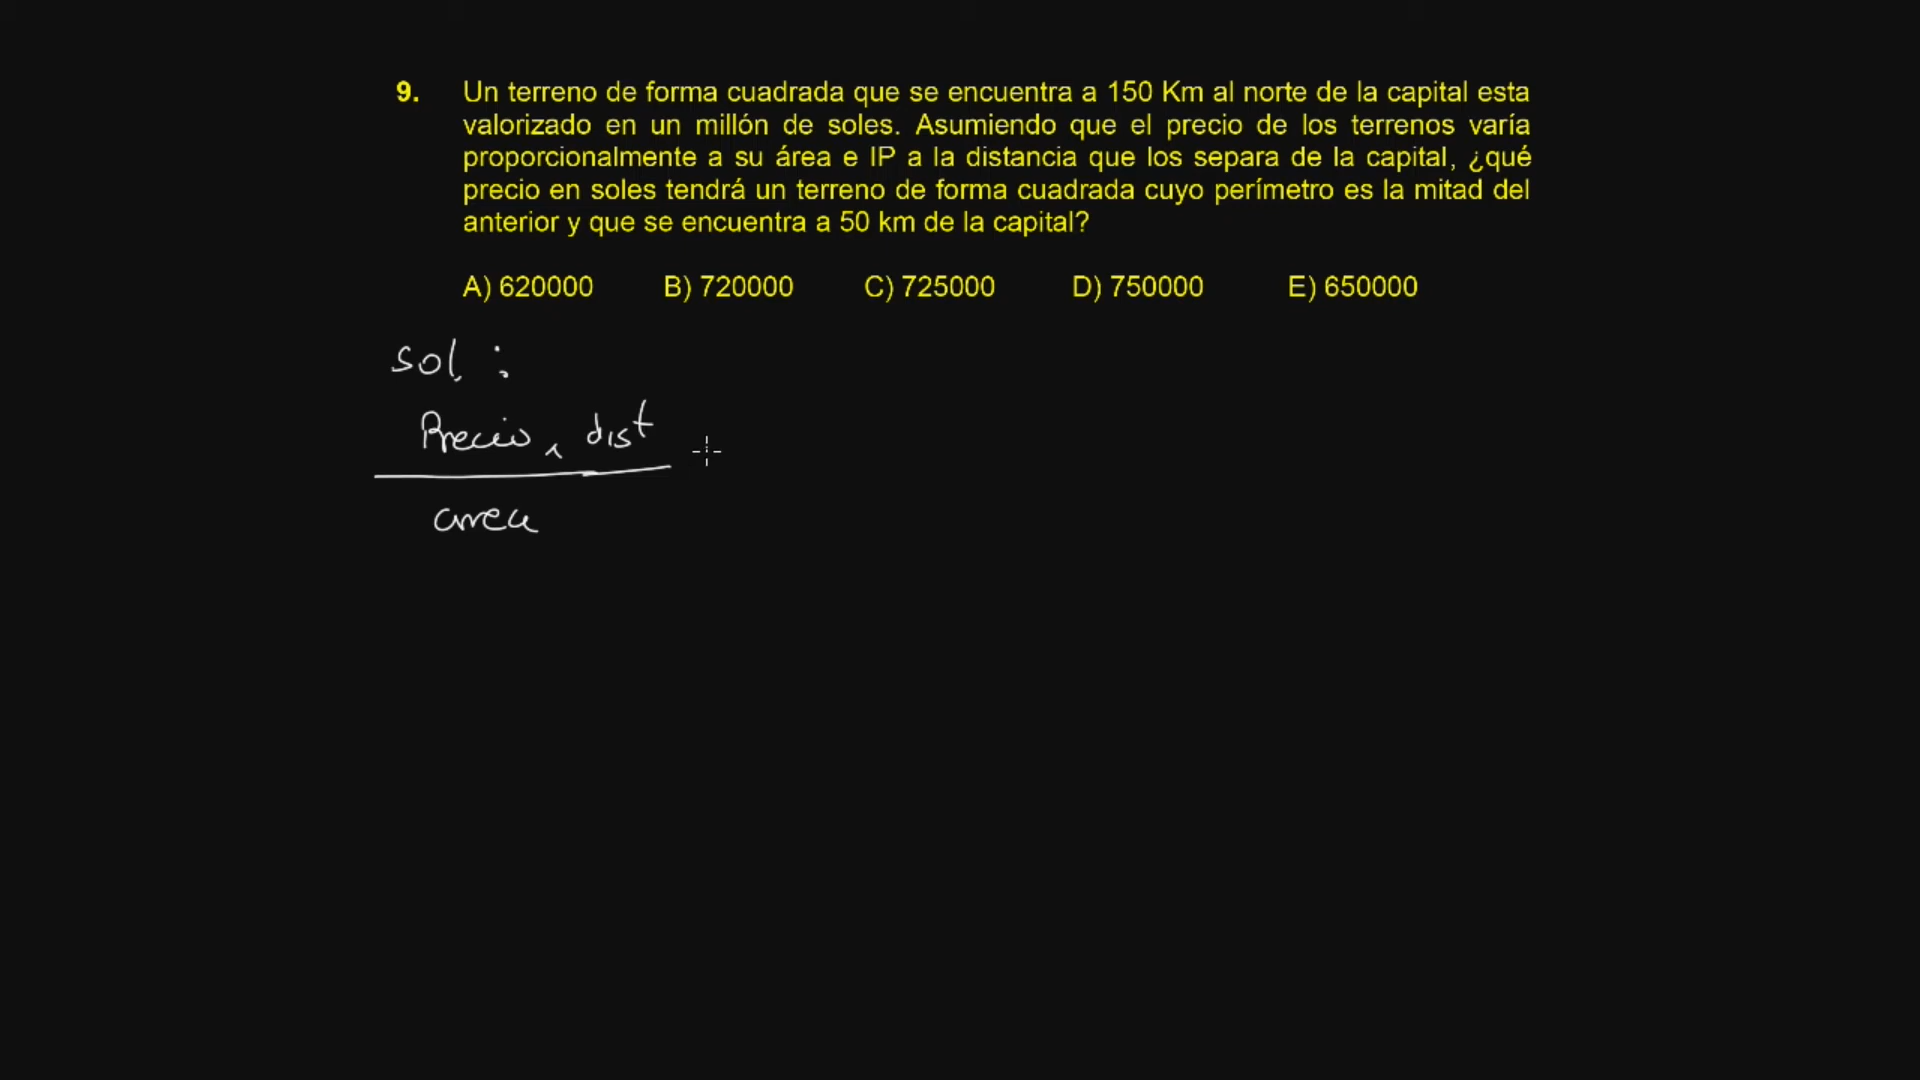 9. Un terreno de forma cuadrada que se encuentra a 150 Km al norte de la capital esta
valorizado en un millón de soles. Asumiendo que el precio de los terrenos varía
proporcionalmente a su área e IP a la distancia que los separa de la capital, ¿qué
precio en soles tendrá un terreno de forma cuadrada cuyo perímetro es la mitad del
anterior y que se encuentra a 50 km de la capital?
A) 620000 B) 720000 C) 725000 D) 750000 E) 650000
sol :
Precio x dist
area